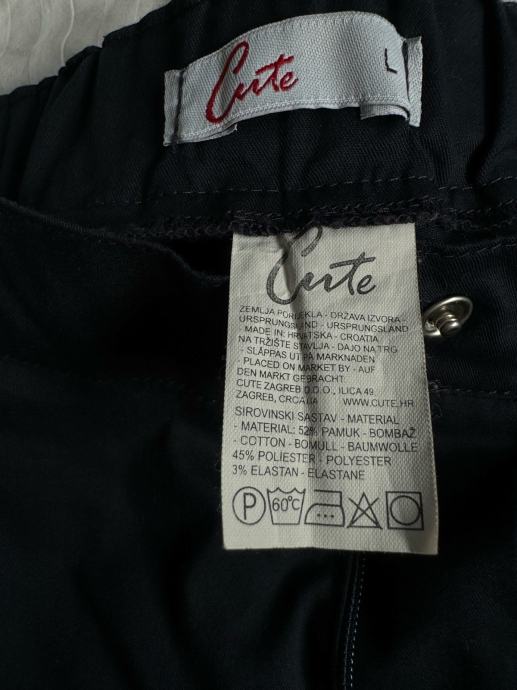 Cute
L
Cute
ZEMLJA PORIJEKLA - DRŽAVA IZVORA -
URSPRUNGSLAND - URSPRUNGSLAND
- MADE IN: HRVATSKA - CROATIA
NA TRŽIŠTE STAVLJA - DAJO NA TRG
- SLÄPPAS UT PÅ MARKNADEN
- PLACED ON MARKET BY - AUF
DEN MARKT GEBRACHT:
CUTE ZAGREB D.O.O., ILICA 49,
ZAGREB, CROATIA WWW.CUTE.HR
SIROVINSKI SASTAV - MATERIAL
- MATERIAL: 52% PAMUK - BOMBAŽ
- COTTON - BOMULL - BAUMWOLLE
45% POLIESTER - POLYESTER
3% ELASTAN - ELASTANE
P 60°C